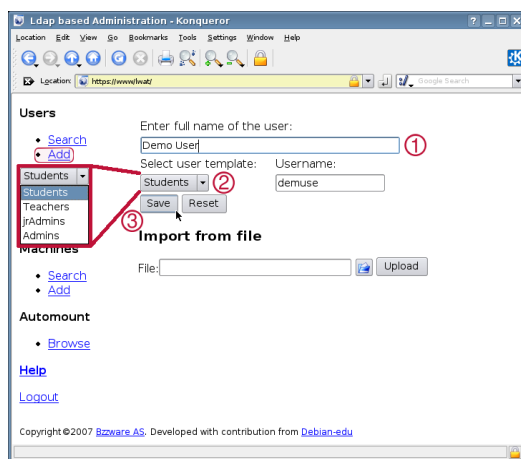 Ldap based Administration - Konqueror
Location Edit View Go Bookmarks Tools Settings Window Help
Location: https://www/lwat/
Google Search
Users
Search
Add
Enter full name of the user:
Demo User
①
Select user template: Username:
Students
Students
Teachers
jrAdmins
Admins
Students
②
demuse
③
Save Reset
Import from file
File: Upload
Machines
Search
Add
Automount
Browse
Help
Logout
Copyright©2007 Bzzware AS. Developed with contribution from Debian-edu